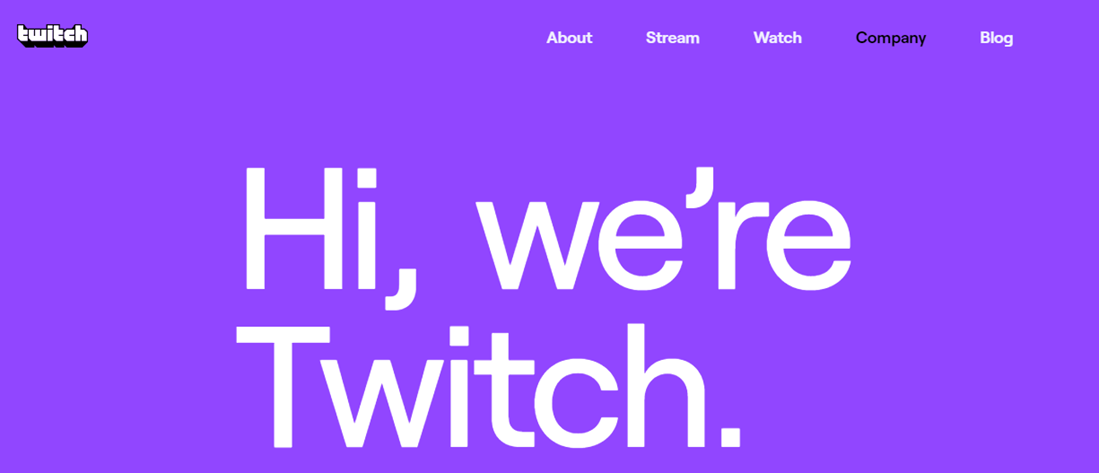 twitch
About Stream Watch Company Blog
Hi, we’re
Twitch.